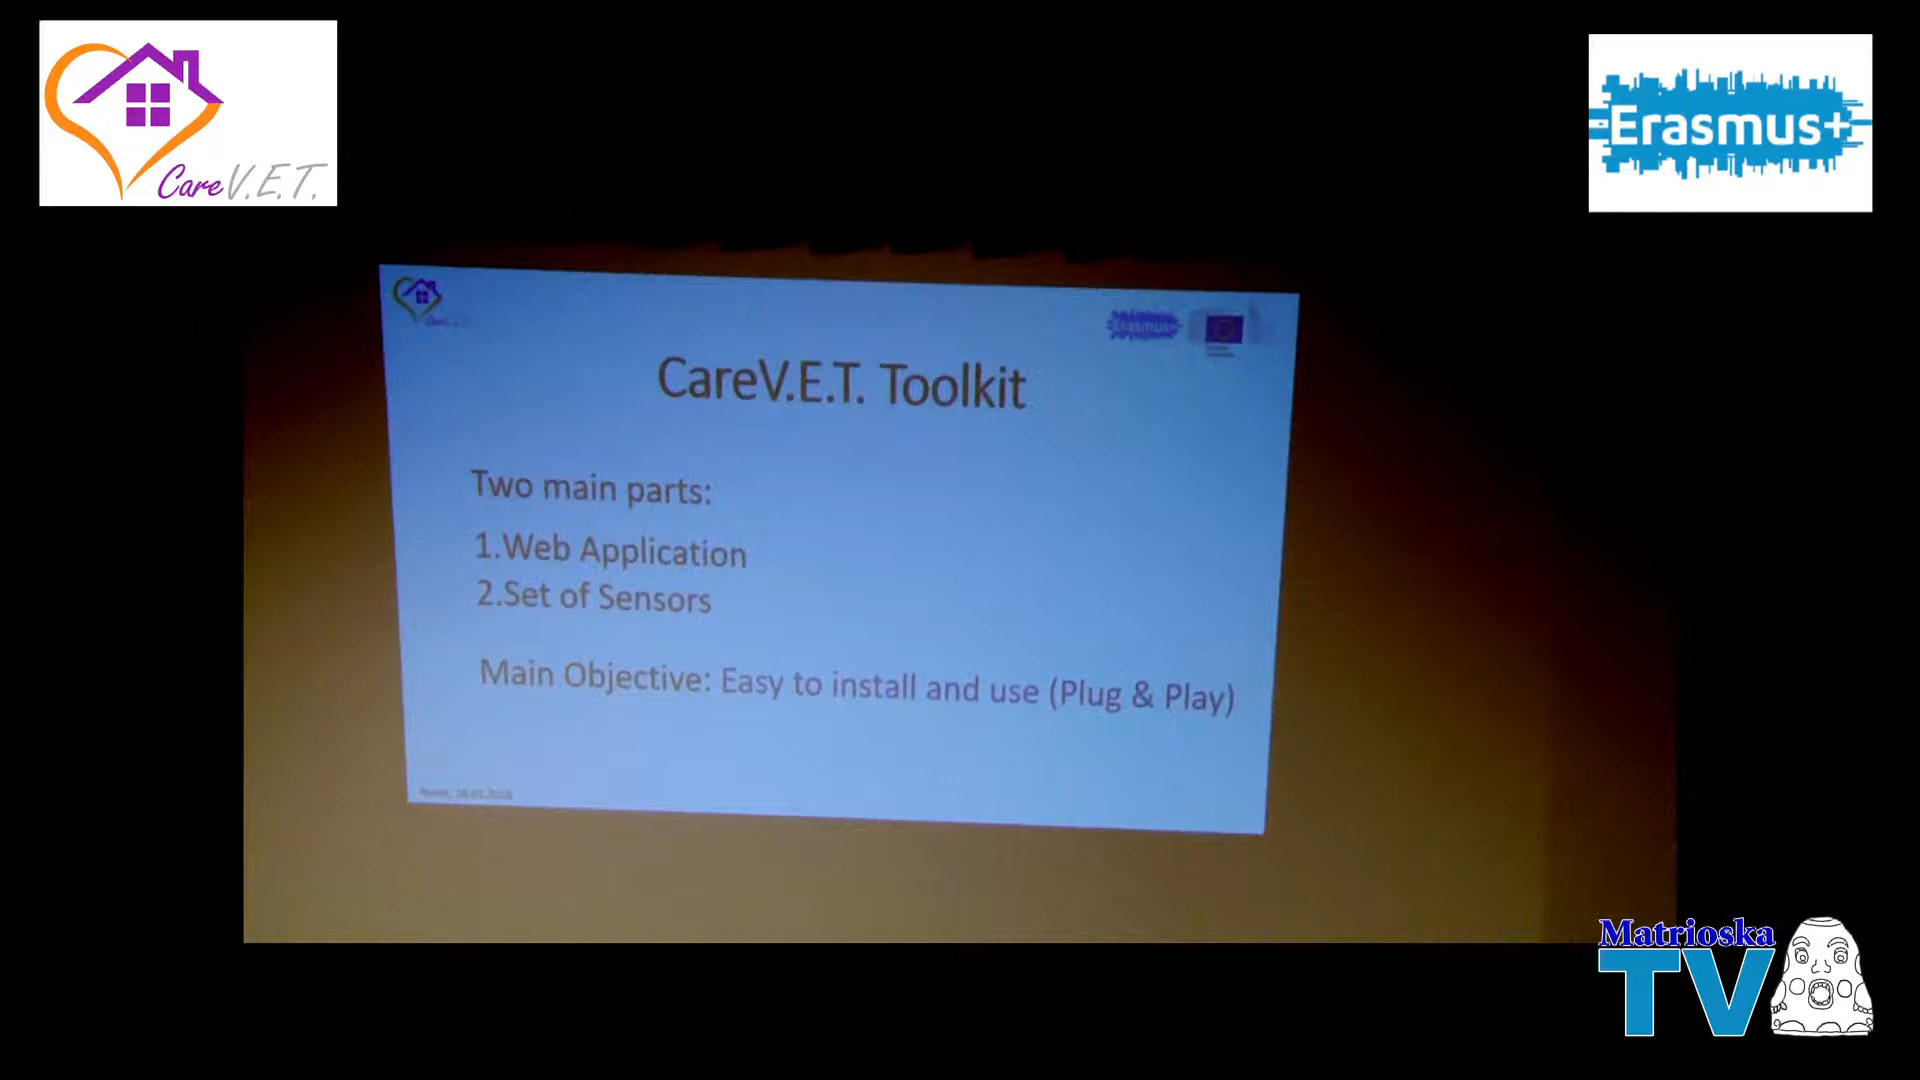 Care V.E.T.
Erasmus+
Erasmus+
CareV.E.T. Toolkit
Two main parts:
1.Web Application
2.Set of Sensors
Main Objective: Easy to install and use (Plug & Play)
Matrioska
TV